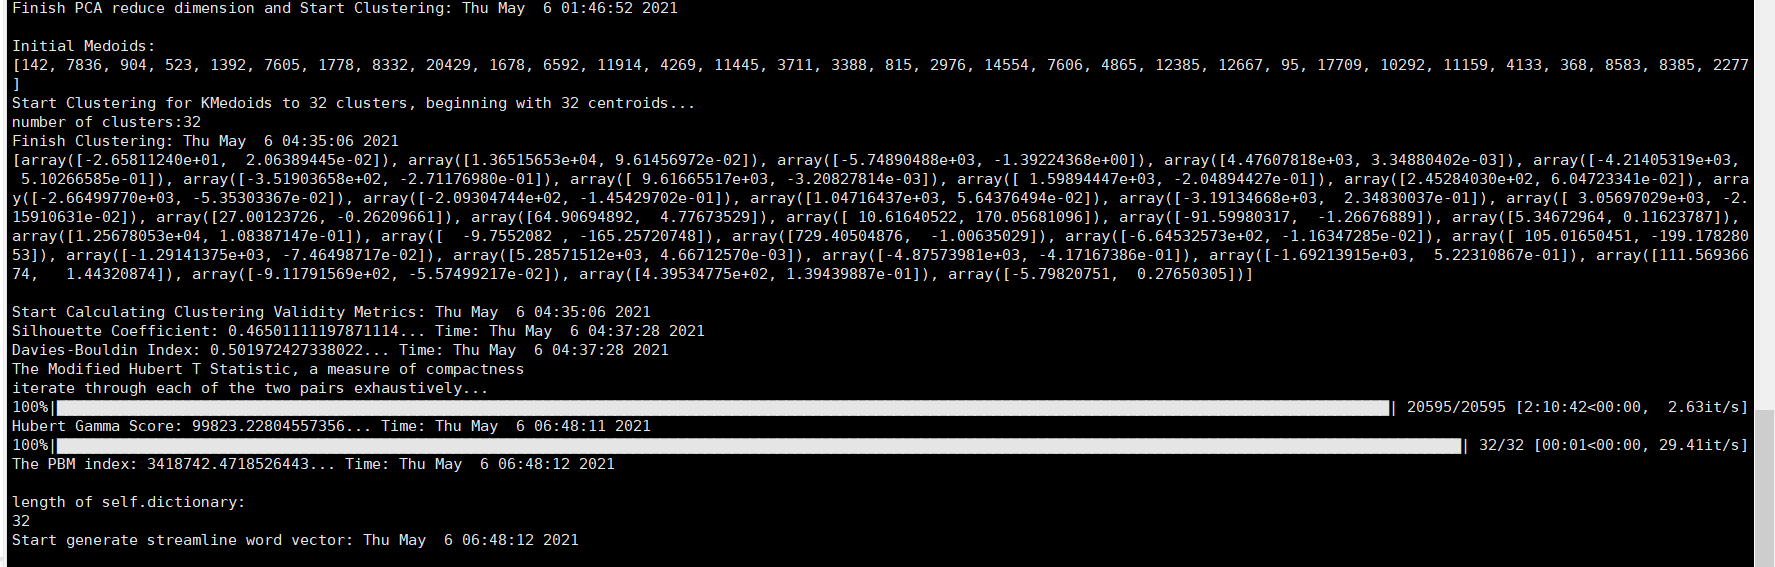 Finish PCA reduce dimension and Start Clustering: Thu May  6 01:46:52 2021
Initial Medoids:
[142, 7836, 904, 523, 1392, 7605, 1778, 8332, 20429, 1678, 6592, 11914, 4269, 11445, 3711, 3388, 815, 2976, 14554, 7606, 4865, 12385, 12667, 95, 17709, 10292, 11159, 4133, 368, 8583, 8385, 2277
]
Start Clustering for KMedoids to 32 clusters, beginning with 32 centroids...
number of clusters:32
Finish Clustering: Thu May  6 04:35:06 2021
[array([-2.65811240e+01,  2.06389445e-02]), array([1.36515653e+04, 9.61456972e-02]), array([-5.74890488e+03, -1.39224368e+00]), array([4.47607818e+03, 3.34880402e-03]), array([-4.21405319e+03,
 5.10266585e-01]), array([-3.51903658e+02, -2.71176980e-01]), array([ 9.61665517e+03, -3.20827814e-03]), array([ 1.59894447e+03, -2.04894427e-01]), array([2.45284030e+02, 6.04723341e-02]), arra
y([-2.66499770e+03, -5.35303367e-02]), array([-2.09304744e+02, -1.45429702e-01]), array([1.04716437e+03, 5.64376494e-02]), array([-3.19134668e+03,  2.34830037e-01]), array([ 3.05697029e+03, -2.
15910631e-02]), array([27.00123726, -0.26209661]), array([64.90694892,  4.77673529]), array([ 10.61640522, 170.05681096]), array([-91.59980317,  -1.26676889]), array([5.34672964, 0.11623787]),
array([1.25678053e+04, 1.08387147e-01]), array([  -9.7552082 , -165.25720748]), array([729.40504876,  -1.00635029]), array([-6.64532573e+02, -1.16347285e-02]), array([ 105.01650451, -199.178280
53]), array([-1.29141375e+03, -7.46498717e-02]), array([5.28571512e+03, 4.66712570e-03]), array([-4.87573981e+03, -4.17167386e-01]), array([-1.69213915e+03,  5.22310867e-01]), array([111.569366
74,   1.44320874]), array([-9.11791569e+02, -5.57499217e-02]), array([4.39534775e+02, 1.39439887e-01]), array([-5.79820751,  0.27650305])]
Start Calculating Clustering Validity Metrics: Thu May  6 04:35:06 2021
Silhouette Coefficient: 0.46501111197871114... Time: Thu May  6 04:37:28 2021
Davies-Bouldin Index: 0.501972427338022... Time: Thu May  6 04:37:28 2021
The Modified Hubert T Statistic, a measure of compactness
iterate through each of the two pairs exhaustively...
100%| | 20595/20595 [2:10:42<00:00,  2.63it/s]
Hubert Gamma Score: 99823.22804557356... Time: Thu May  6 06:48:11 2021
100%| | 32/32 [00:01<00:00, 29.41it/s]
The PBM index: 3418742.4718526443... Time: Thu May  6 06:48:12 2021
length of self.dictionary:
32
Start generate streamline word vector: Thu May  6 06:48:12 2021